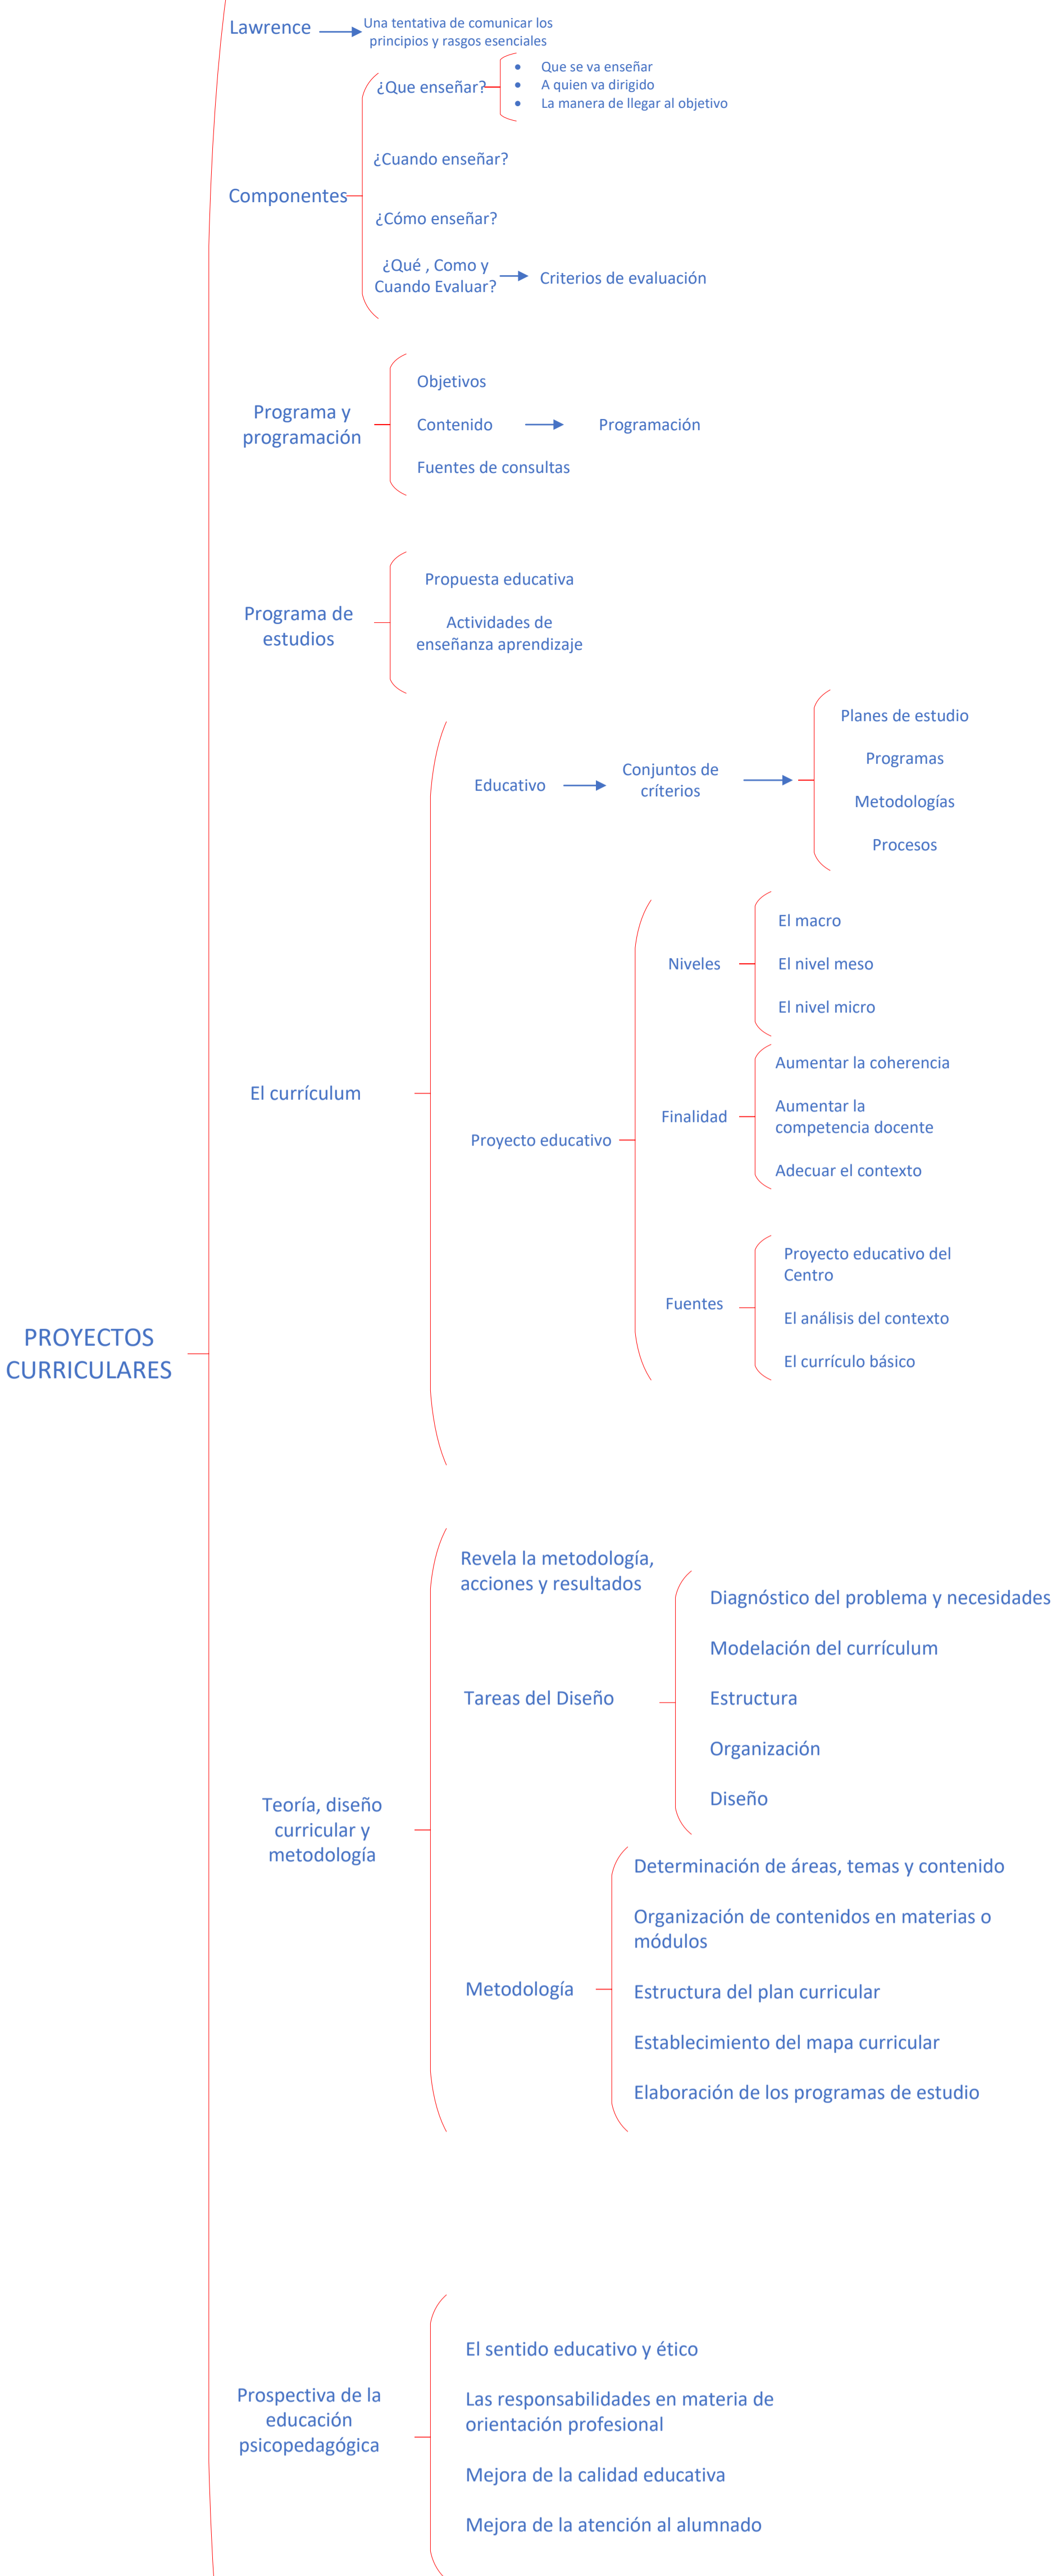 Lawrence
Una tentativa de comunicar los
principios y rasgos esenciales
Componentes
¿Que enseñar?
• Que se va enseñar
• A quien va dirigido
• La manera de llegar al objetivo
¿Cuando enseñar?
¿Cómo enseñar?
¿Qué , Como y
Cuando Evaluar?
Criterios de evaluación
Programa y
programación
Objetivos
Contenido
Programación
Fuentes de consultas
Programa de
estudios
Propuesta educativa
Actividades de
enseñanza aprendizaje
El currículum
Educativo
Conjuntos de
críterios
Planes de estudio
Programas
Metodologías
Procesos
Proyecto educativo
Niveles
El macro
El nivel meso
El nivel micro
Finalidad
Aumentar la coherencia
Aumentar la
competencia docente
Adecuar el contexto
Fuentes
Proyecto educativo del
Centro
El análisis del contexto
El currículo básico
PROYECTOS
CURRICULARES
Teoría, diseño
curricular y
metodología
Revela la metodología,
acciones y resultados
Tareas del Diseño
Diagnóstico del problema y necesidades
Modelación del currículum
Estructura
Organización
Diseño
Metodología
Determinación de áreas, temas y contenido
Organización de contenidos en materias o
módulos
Estructura del plan curricular
Establecimiento del mapa curricular
Elaboración de los programas de estudio
Prospectiva de la
educación
psicopedagógica
El sentido educativo y ético
Las responsabilidades en materia de
orientación profesional
Mejora de la calidad educativa
Mejora de la atención al alumnado